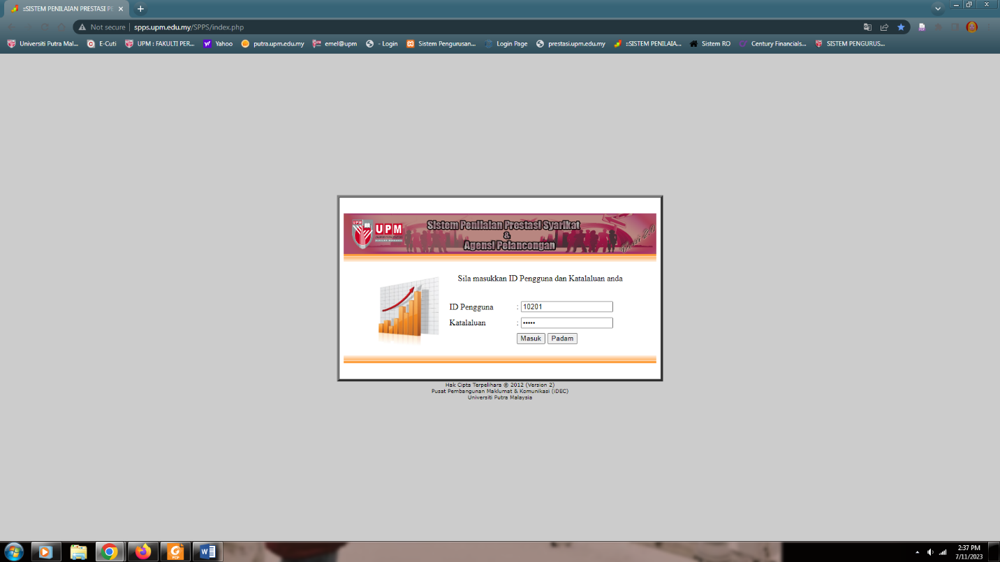 ::SISTEM PENILAIAN PRESTASI PE
Not secure spps.upm.edu.my/SPPS/index.php
Universiti Putra Mal... E-Cuti UPM : FAKULTI PER... Yahoo putra.upm.edu.my emel@upm - Login Sistem Pengurusan... Login Page prestasi.upm.edu.my ::SISTEM PENILAIA... Sistem RO Century Financials... SISTEM PENGURUS...
UPM
UPM
Sistem Penilaian Prestasi Syarikat
&
Agensi Pelancongan
Sila masukkan ID Pengguna dan Katalaluan anda
ID Pengguna : 10201
Katalaluan : •••••
Masuk Padam
Hak Cipta Terpelihara © 2012 (Version 2)
Pusat Pembangunan Maklumat & Komunikasi (iDEC)
Universiti Putra Malaysia
2:37 PM
7/11/2023